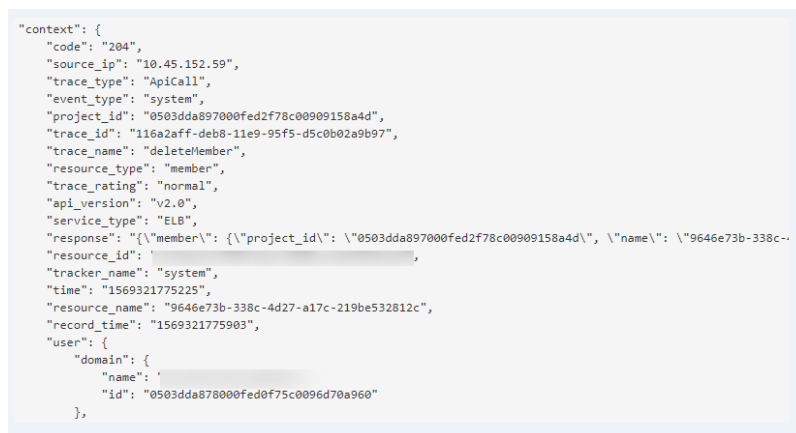 "context": {
"code": "204",
"source_ip": "10.45.152.59",
"trace_type": "ApiCall",
"event_type": "system",
"project_id": "0503dda897000fed2f78c00909158a4d",
"trace_id": "116a2aff-deb8-11e9-95f5-d5c0b02a9b97",
"trace_name": "deleteMember",
"resource_type": "member",
"trace_rating": "normal",
"api_version": "v2.0",
"service_type": "ELB",
"response": "{\"member\": {\"project_id\": \"0503dda897000fed2f78c00909158a4d\", \"name\": \"9646e73b-338c-
"resource_id": ",
"tracker_name": "system",
"time": "1569321775225",
"resource_name": "9646e73b-338c-4d27-a17c-219be532812c",
"record_time": "1569321775903",
"user": {
"domain": {
"name": 
"id": "0503dda878000fed0f75c0096d70a960"
},